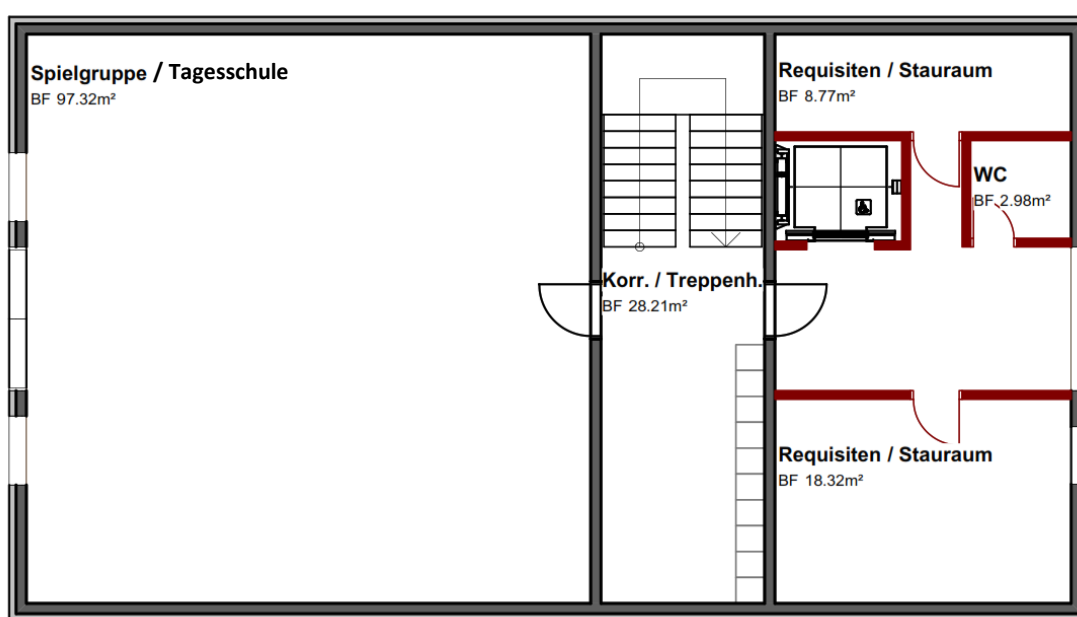 Spielgruppe / Tagesschule
BF 97.32m²
Korr. / Treppenh.
BF 28.21m²
Requisiten / Stauraum
BF 8.77m²
WC
BF 2.98m²
Requisiten / Stauraum
BF 18.32m²